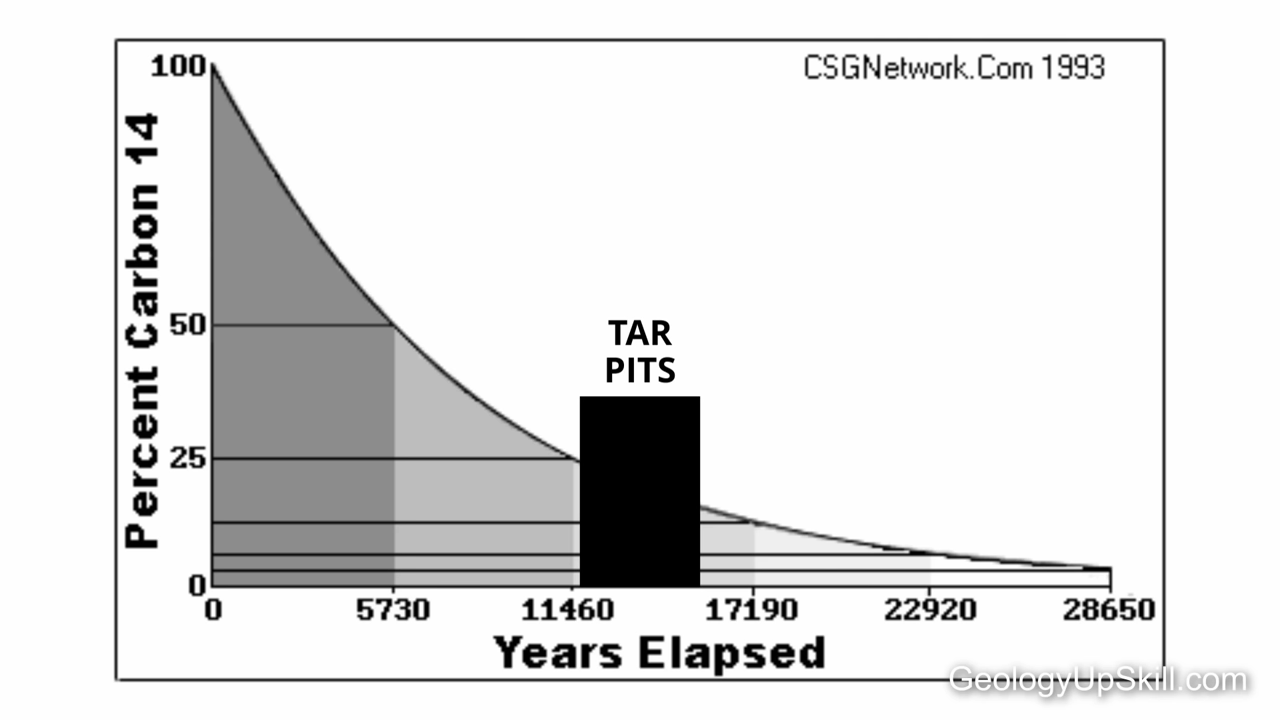 CSGNetwork.Com 1993
100
50
25
0
Percent Carbon 14
TAR
PITS
0 5730 11460 17190 22920 28650
Years Elapsed
GeologyUpSkill.com